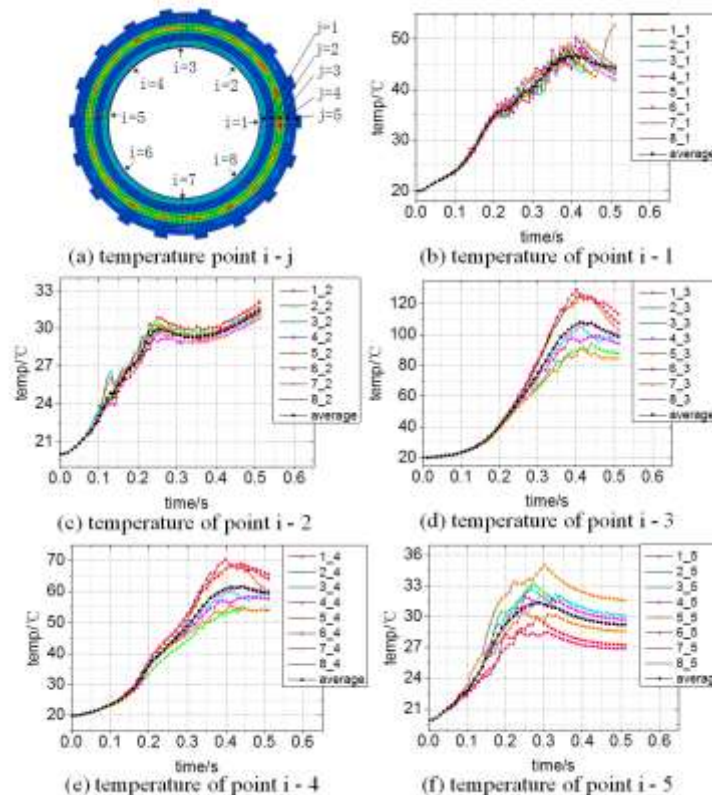 i=3
j=1
j=2
j=3
j=4
j=5
i=4
i=2
i=5
i=1
i=6
i=8
i=7
(a) temperature point i - j
temp/℃
50
40
30
20
0.0 0.1 0.2 0.3 0.4 0.5 0.6
time/s
1_1
2_1
3_1
4_1
5_1
6_1
7_1
8_1
average
(b) temperature of point i - 1
temp/℃
33
30
27
24
21
0.0 0.1 0.2 0.3 0.4 0.5 0.6
time/s
1_2
2_2
3_2
4_2
5_2
6_2
7_2
8_2
average
(c) temperature of point i - 2
temp/℃
120
100
80
60
40
20
0.0 0.1 0.2 0.3 0.4 0.5 0.6
time/s
1_3
2_3
3_3
4_3
5_3
6_3
7_3
8_3
average
(d) temperature of point i - 3
temp/℃
70
60
50
40
30
20
0.0 0.1 0.2 0.3 0.4 0.5 0.6
time/s
1_4
2_4
3_4
4_4
5_4
6_4
7_4
8_4
average
(e) temperature of point i - 4
temp/℃
36
33
30
27
24
21
0.0 0.1 0.2 0.3 0.4 0.5 0.6
time/s
1_5
2_5
3_5
4_5
5_5
6_5
7_5
8_5
average
(f) temperature of point i - 5